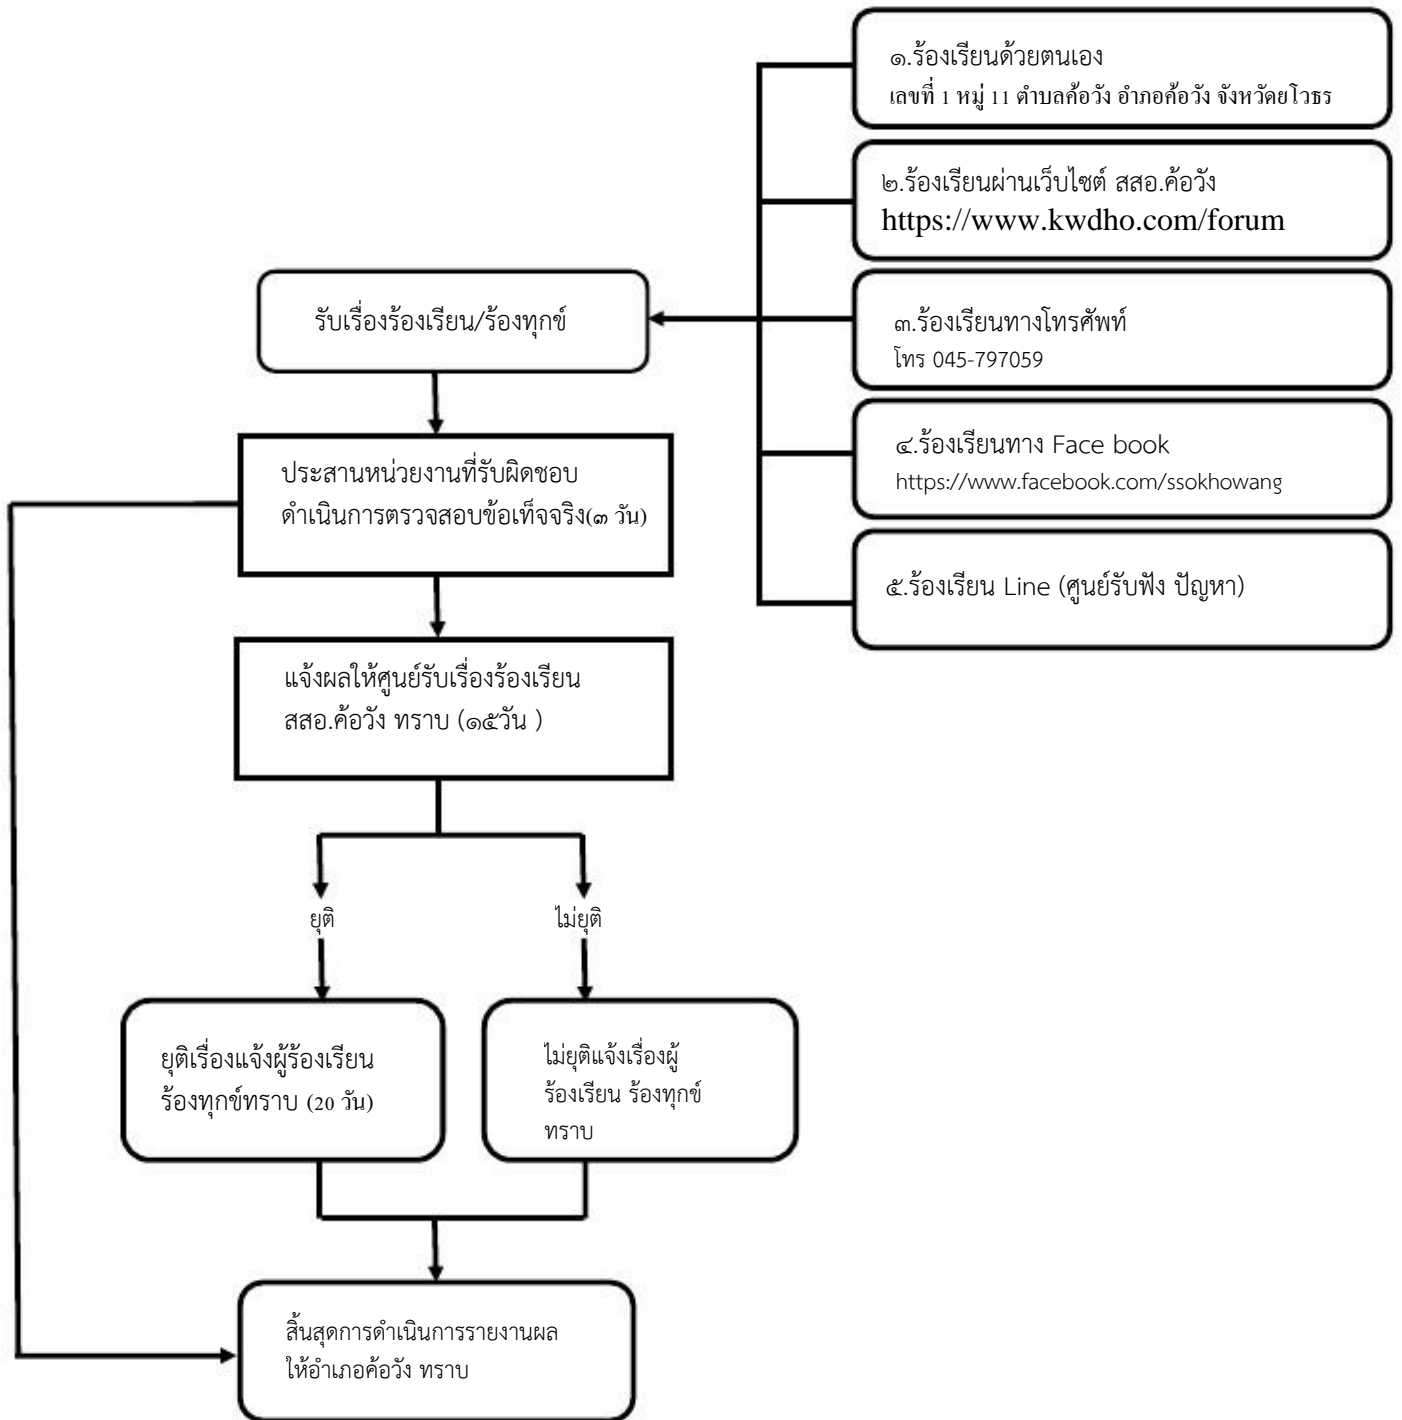 ๑.ร้องเรียนด้วยตนเอง
เลขที่ 1 หมู่ 11 ตำบลค้อวัง อำภอค้อวัง จังหวัดยโวธร
๒.ร้องเรียนผ่านเว็บไซต์ สสอ.ค้อวัง
https://www.kwdho.com/forum
๓.ร้องเรียนทางโทรศัพท์
โทร 045-797059
๔.ร้องเรียนทาง Face book
https://www.facebook.com/ssokhowang
๕.ร้องเรียน Line (ศูนย์รับฟัง ปัญหา)
รับเรื่องร้องเรียน/ร้องทุกข์
ประสานหน่วยงานที่รับผิดชอบ
ดำเนินการตรวจสอบข้อเท็จจริง(๓ วัน)
แจ้งผลให้ศูนย์รับเรื่องร้องเรียน
สสอ.ค้อวัง ทราบ (๑๕วัน )
ยุติ
ไม่ยุติ
ยุติเรื่องแจ้งผู้ร้องเรียน
ร้องทุกข์ทราบ (20 วัน)
ไม่ยุติแจ้งเรื่องผู้
ร้องเรียน ร้องทุกข์
ทราบ
สิ้นสุดการดำเนินการรายงานผล
ให้อำเภอค้อวัง ทราบ